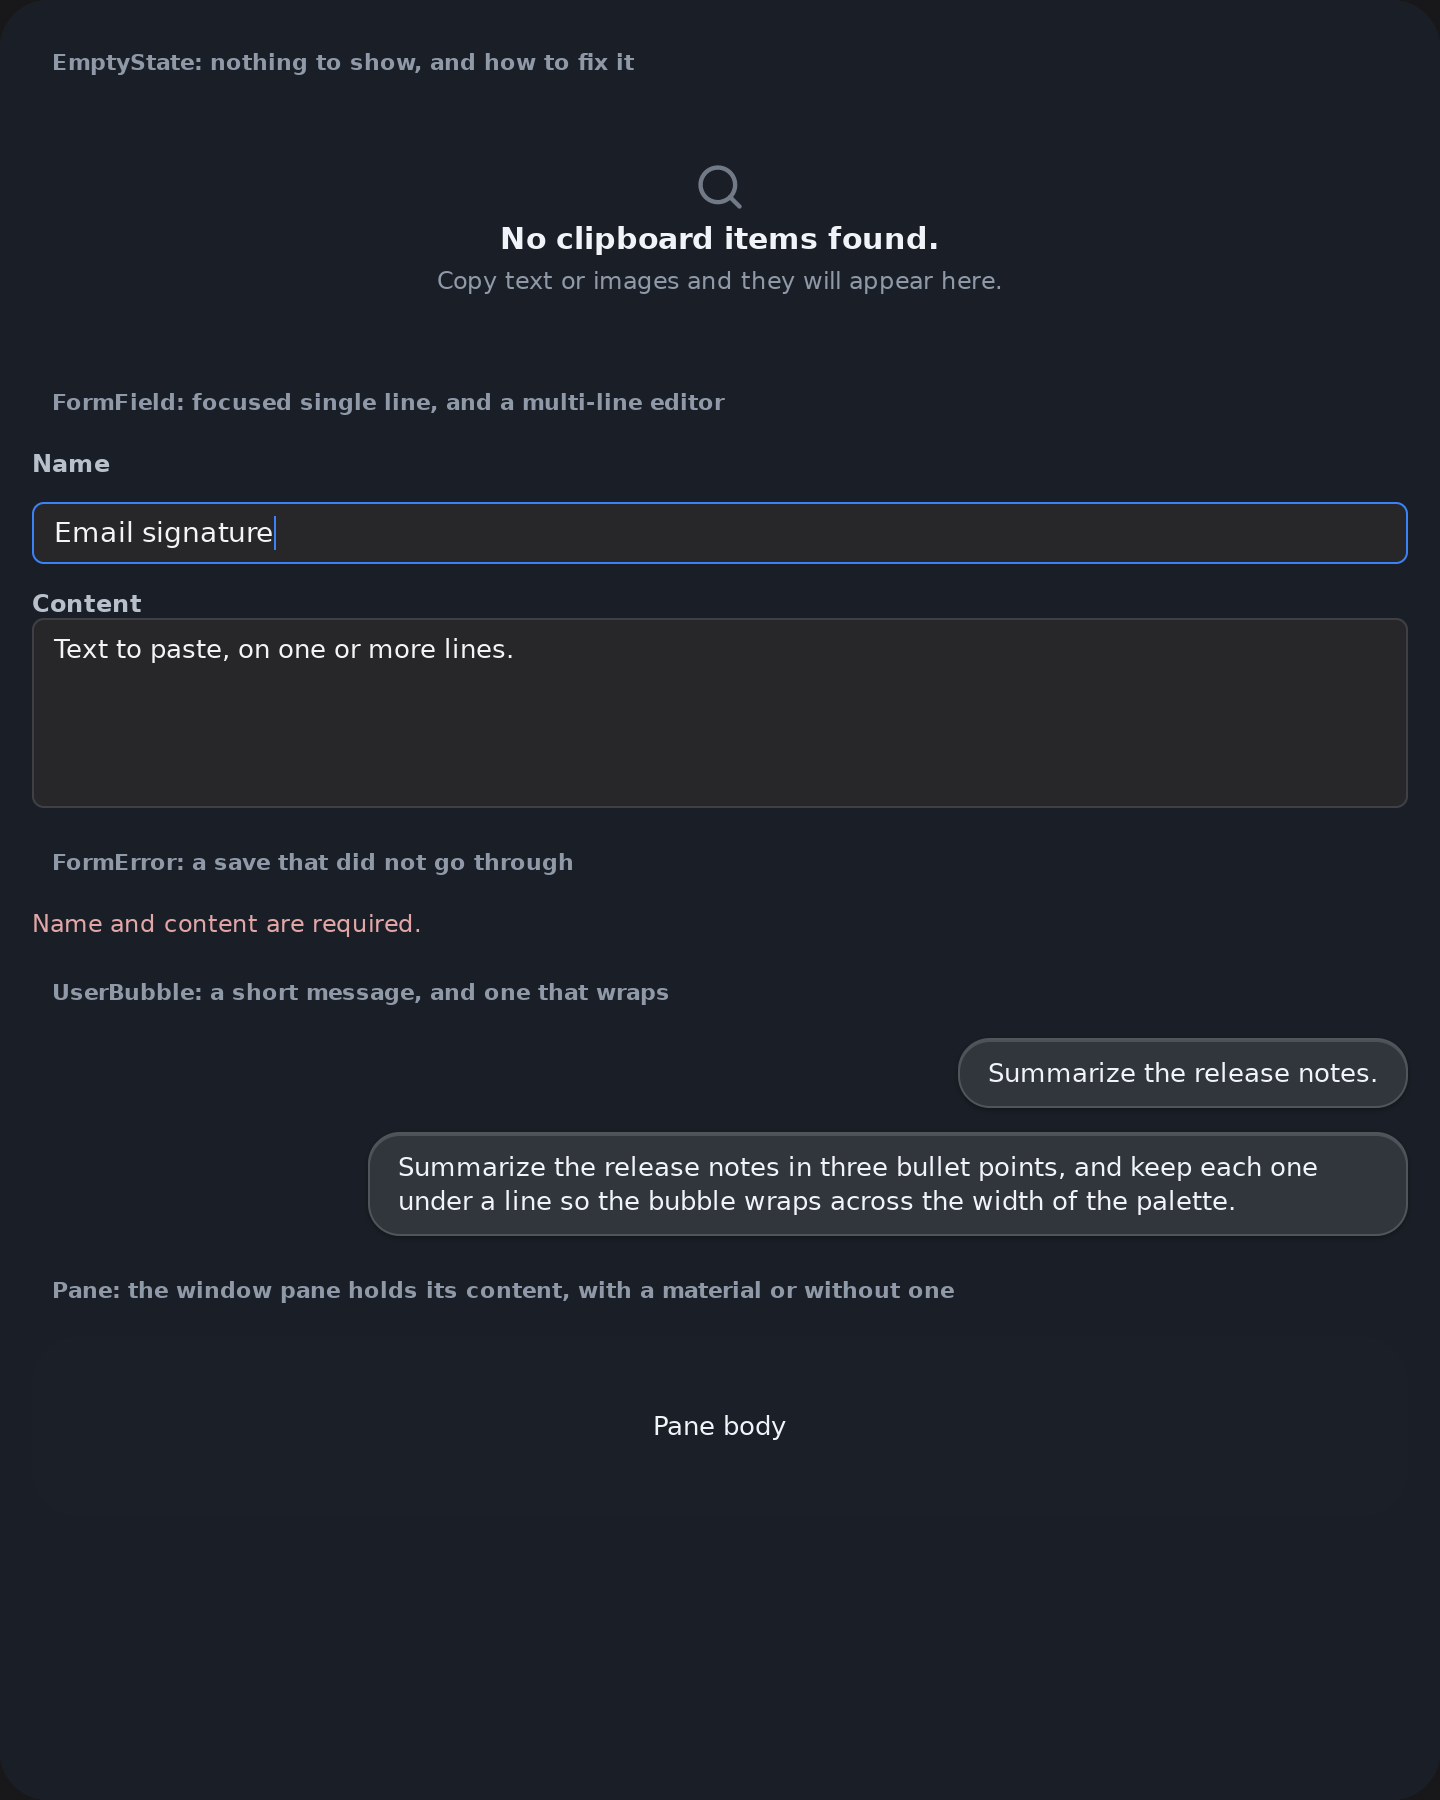 EmptyState: nothing to show, and how to fix it
No clipboard items found.
Copy text or images and they will appear here.
FormField: focused single line, and a multi-line editor
Name
Email signature
Content
Text to paste, on one or more lines.
FormError: a save that did not go through
Name and content are required.
UserBubble: a short message, and one that wraps
Summarize the release notes.
Summarize the release notes in three bullet points, and keep each one
under a line so the bubble wraps across the width of the palette.
Pane: the window pane holds its content, with a material or without one
Pane body